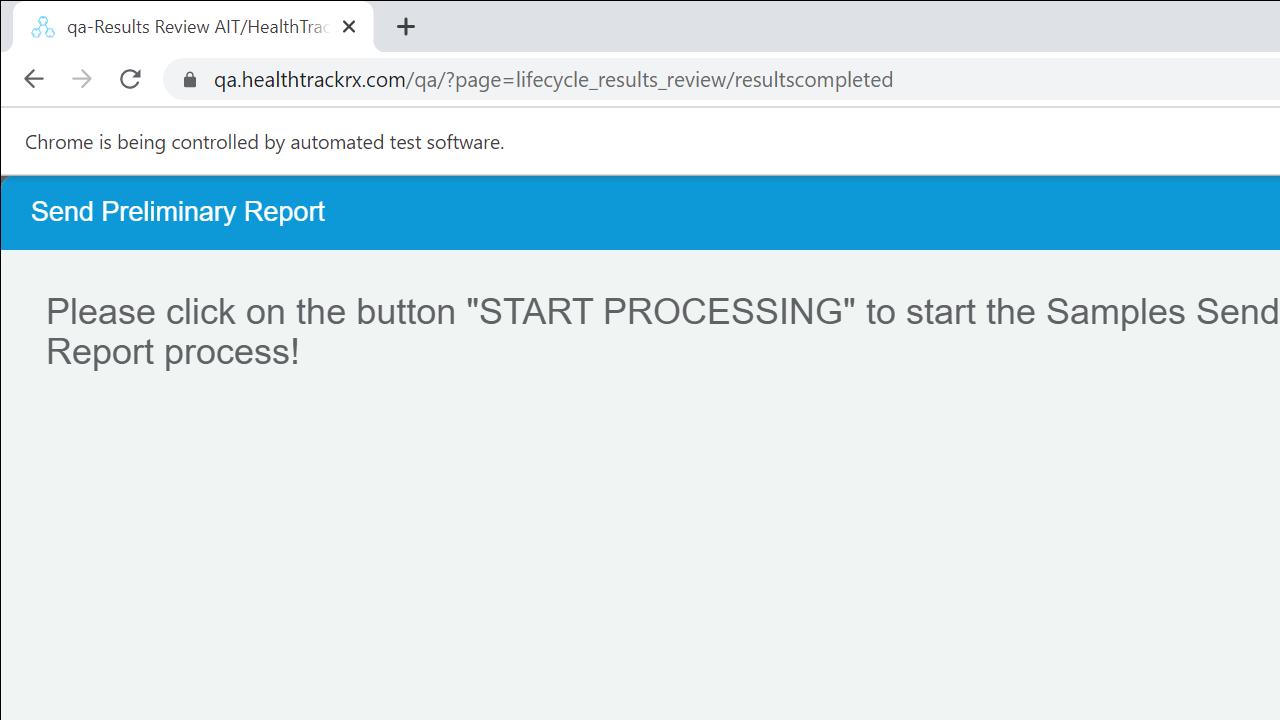 qa-Results Review AIT/HealthTrac
qa.healthtrackrx.com/qa/?page=lifecycle_results_review/resultscompleted
Chrome is being controlled by automated test software.
Send Preliminary Report
Please click on the button "START PROCESSING" to start the Samples Send
Report process!